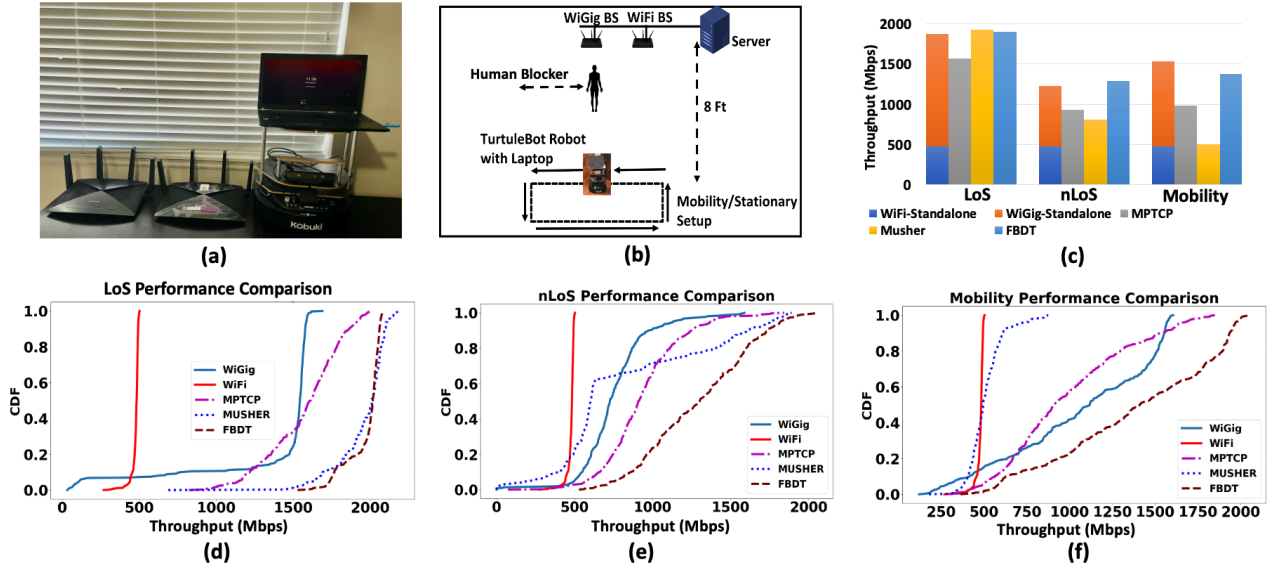 11:36
Kobuki
(a)
WiGig BS WiFi BS
Server
Human Blocker
8 Ft
TurtuleBot Robot
with Laptop
Mobility/Stationary
Setup
(b)
Throughput (Mbps)
2000
1500
1000
500
0
LoS nLoS Mobility
WiFi-Standalone WiGig-Standalone MPTCP
Musher FBDT
(c)
LoS Performance Comparison
CDF
1.0
0.8
0.6
0.4
0.2
0.0
WiGig
WiFi
MPTCP
MUSHER
FBDT
0 500 1000 1500 2000
Throughput (Mbps)
(d)
nLoS Performance Comparison
CDF
1.0
0.8
0.6
0.4
0.2
0.0
WiGig
WiFi
MPTCP
MUSHER
FBDT
0 500 1000 1500 2000
Throughput (Mbps)
(e)
Mobility Performance Comparison
CDF
1.0
0.8
0.6
0.4
0.2
0.0
WiGig
WiFi
MPTCP
MUSHER
FBDT
250 500 750 1000 1250 1500 1750 2000
Throughput (Mbps)
(f)